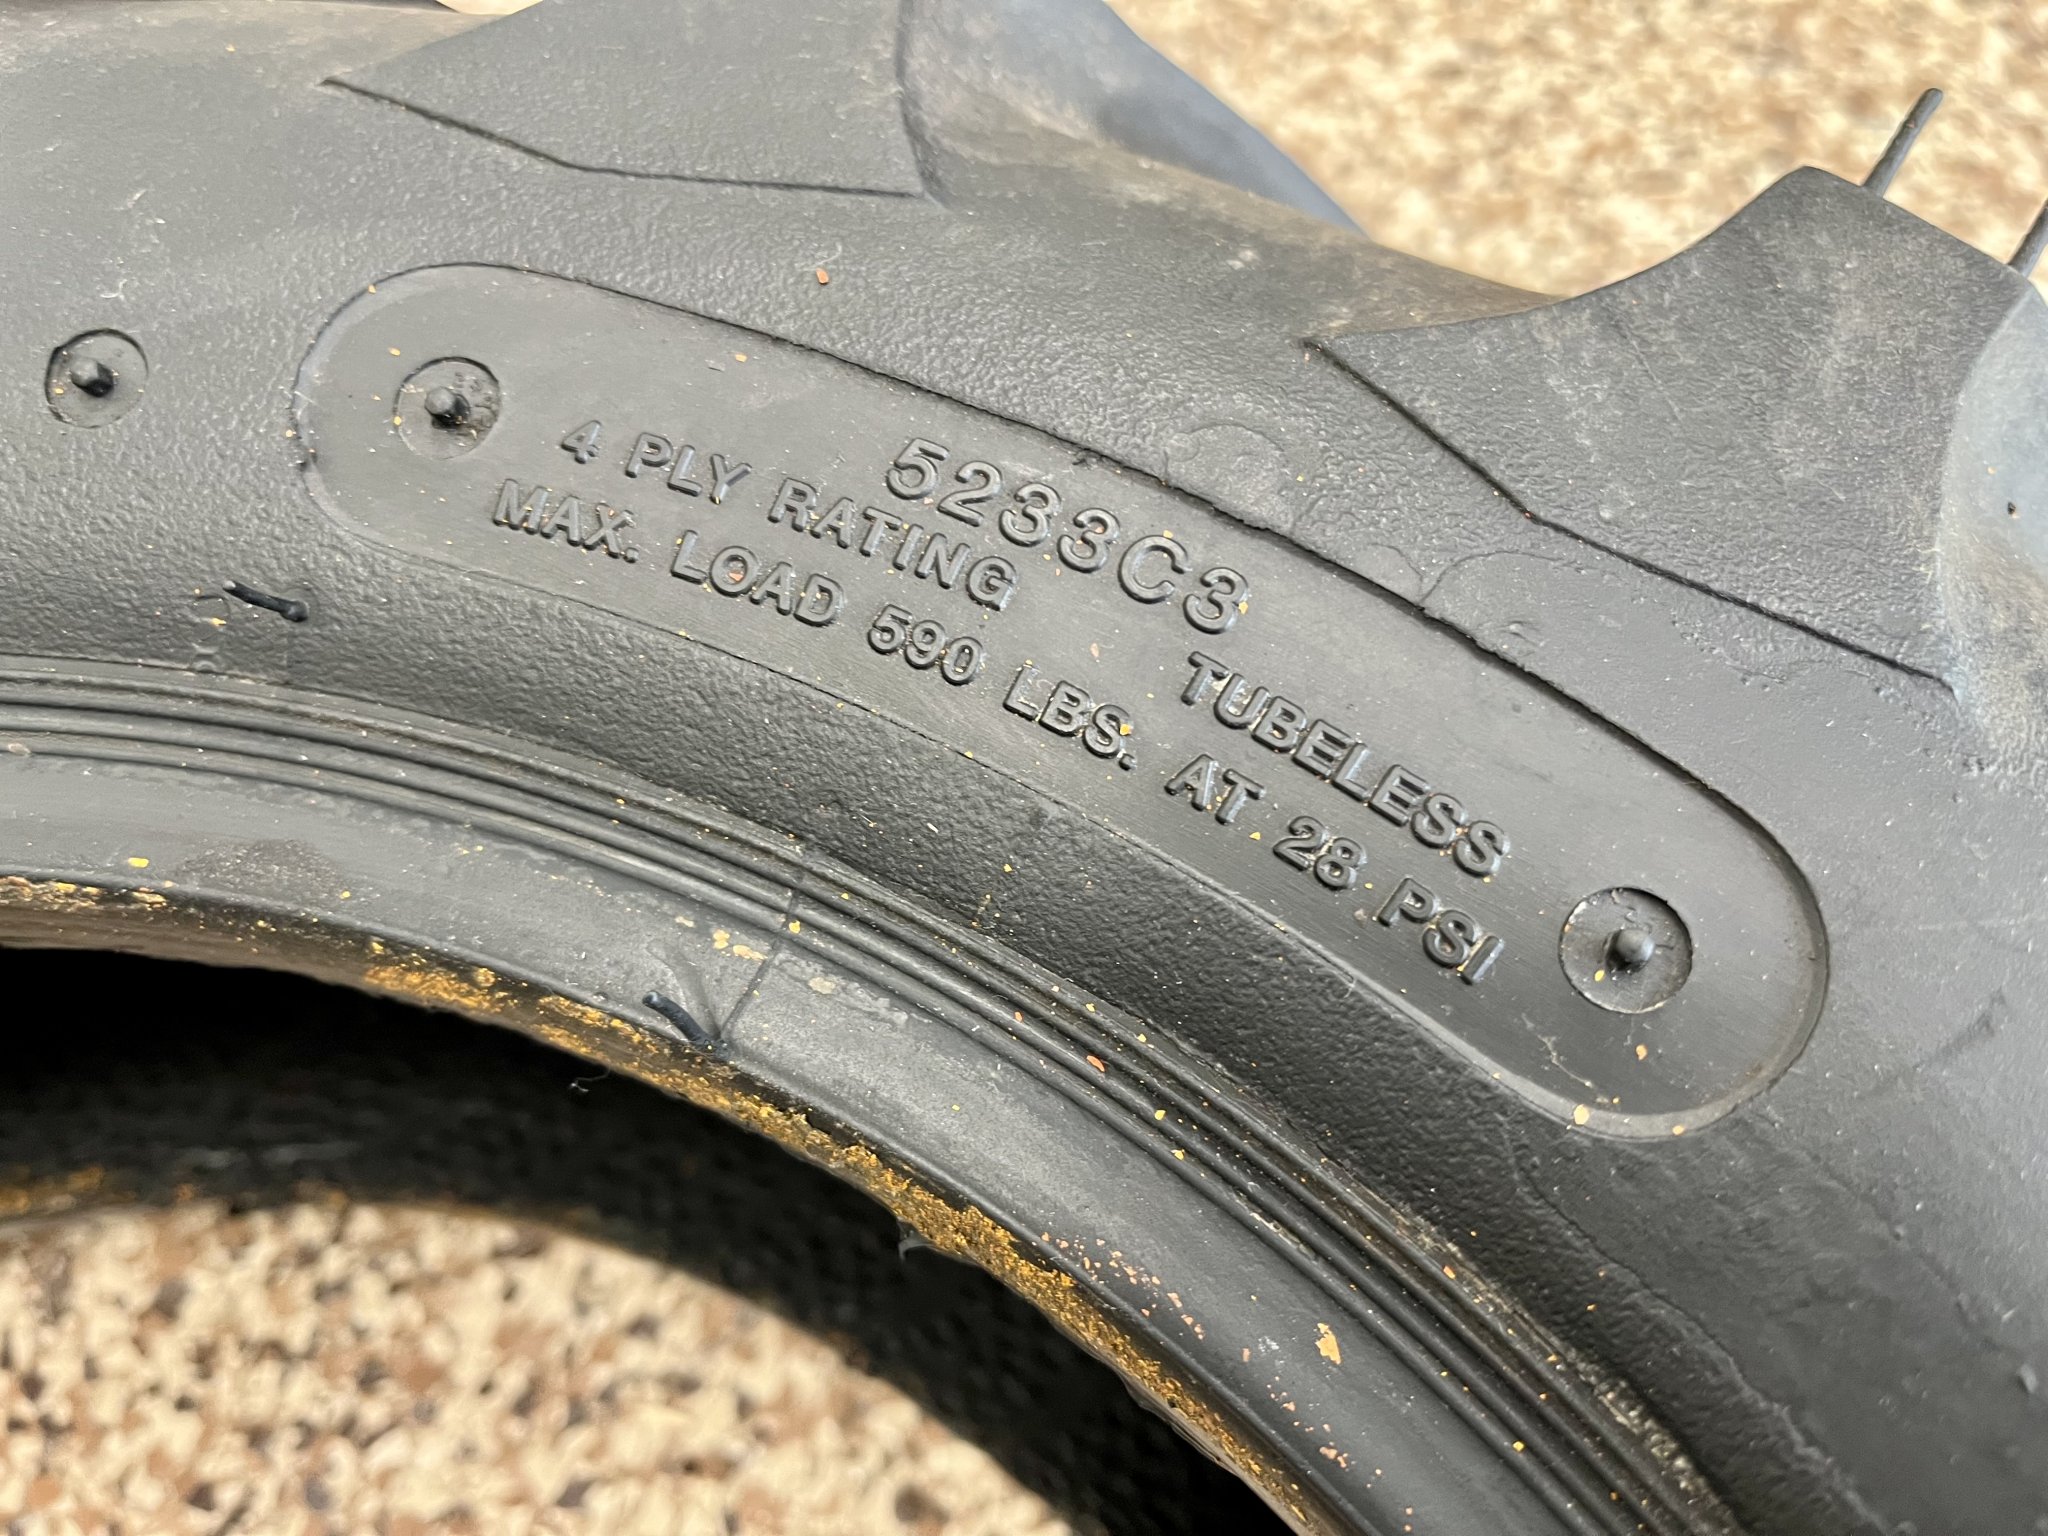 5233C3
4 PLY RATING TUBELESS
MAX. LOAD 590 LBS. AT 28 PSI